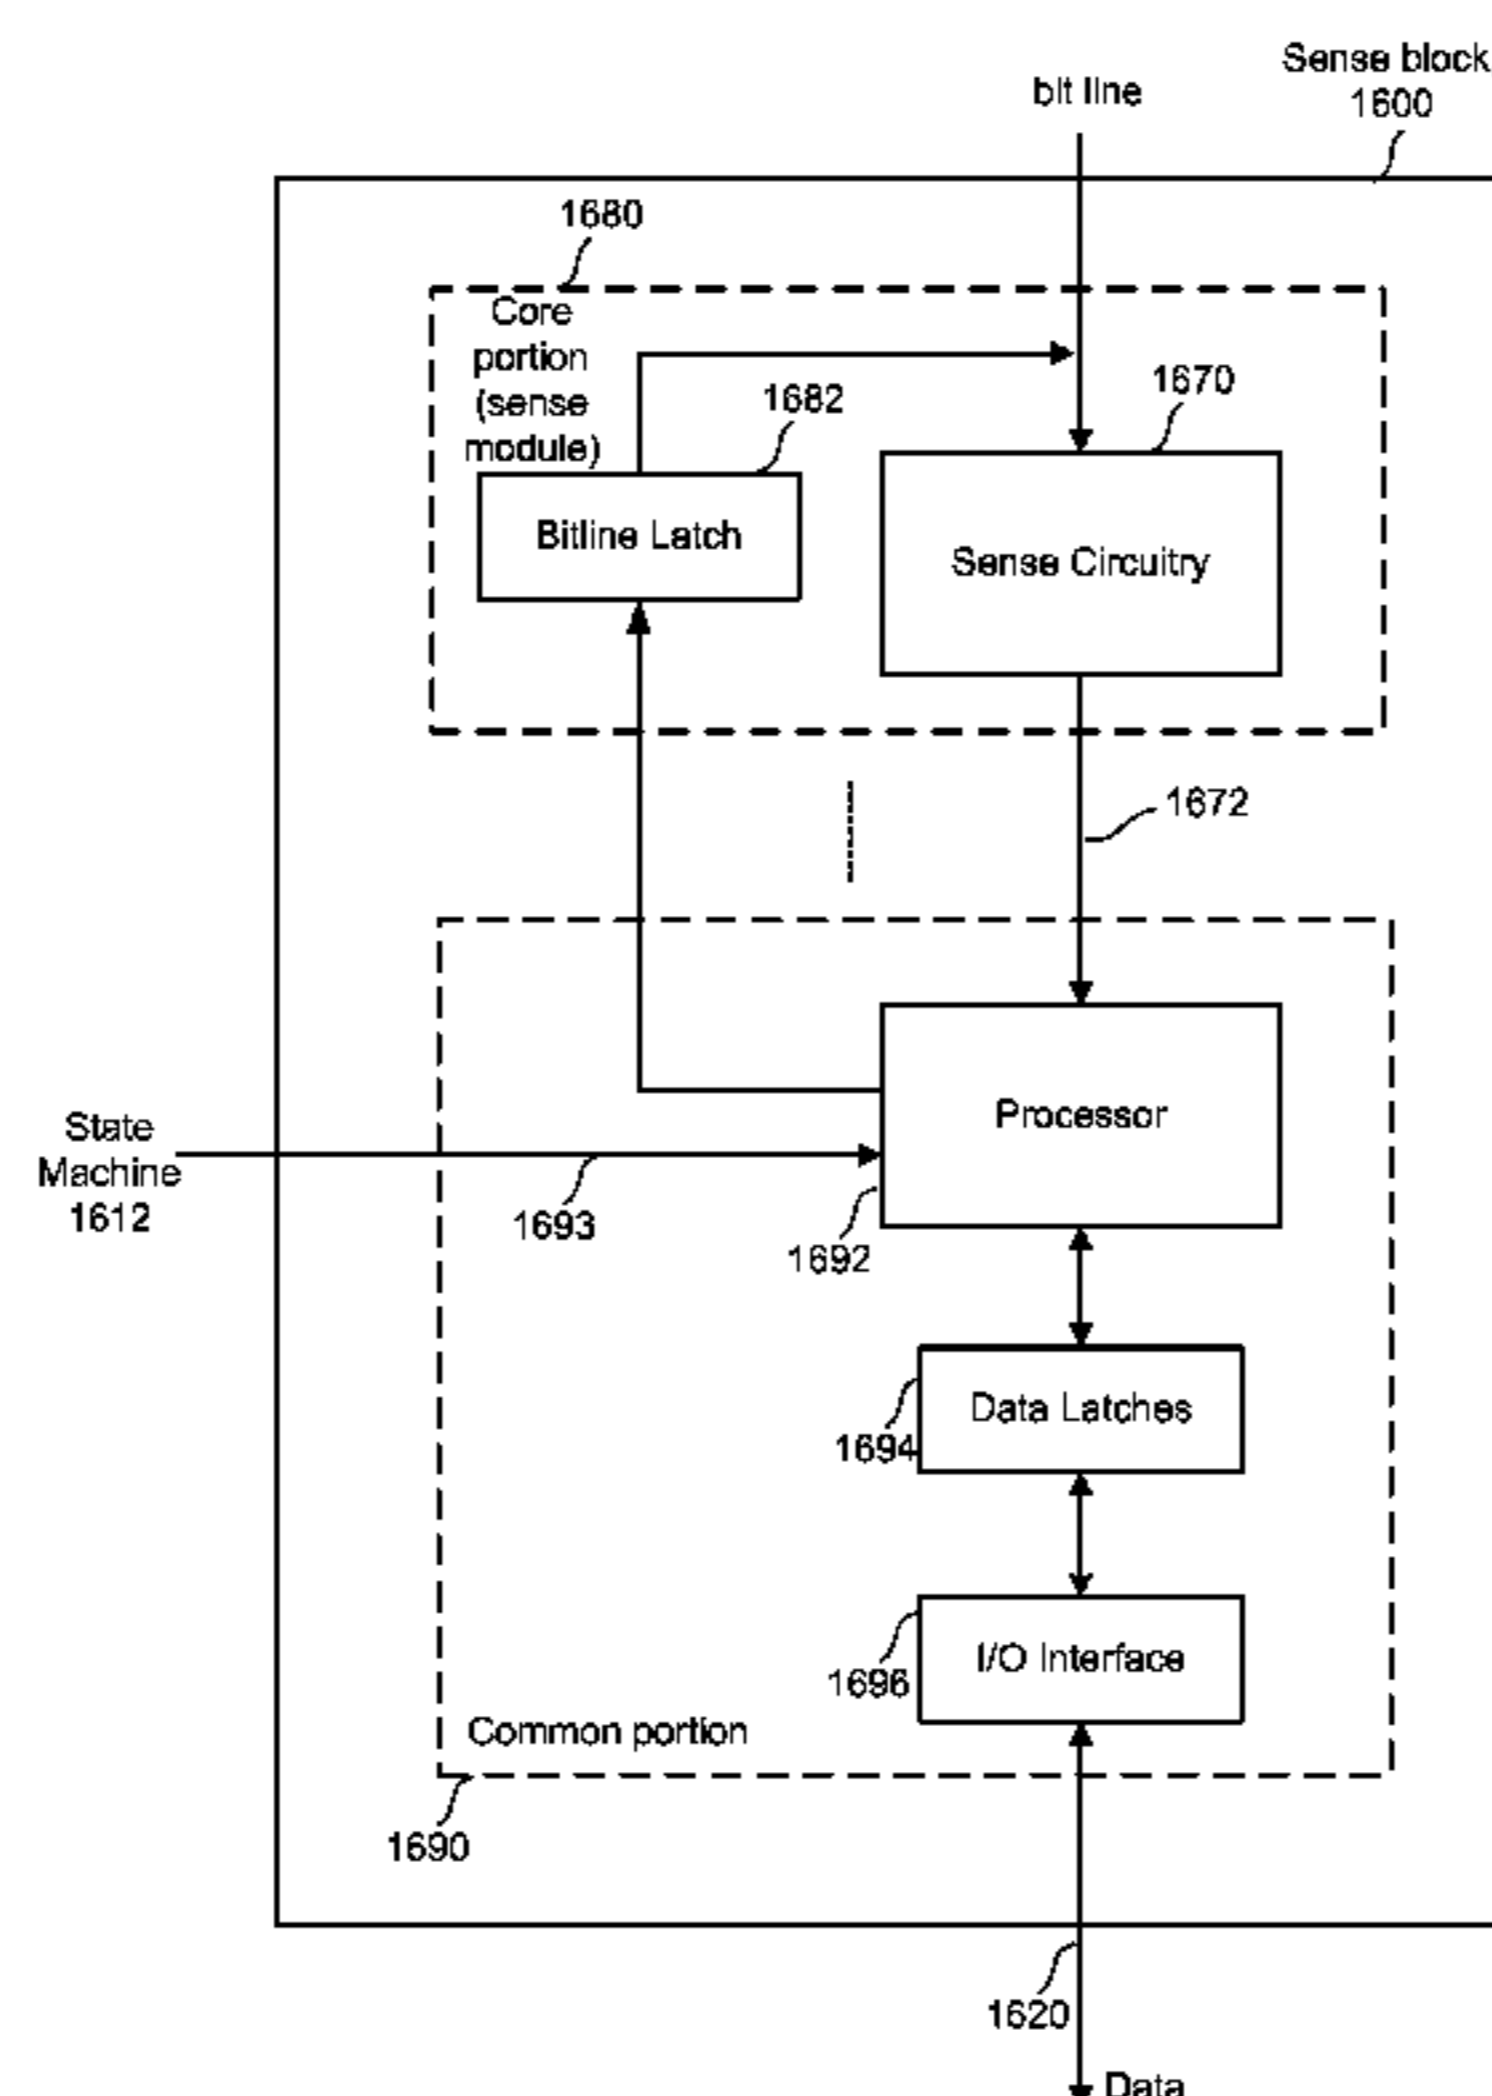 Sense block
1600
bit line
1680
Core
portion
(sense
module)
1682
1670
Bitline Latch
Sense Circuitry
1672
State
Machine
1612
Processor
1693
1692
Data Latches
1694
I/O Interface
1696
Common portion
1690
1620
Data